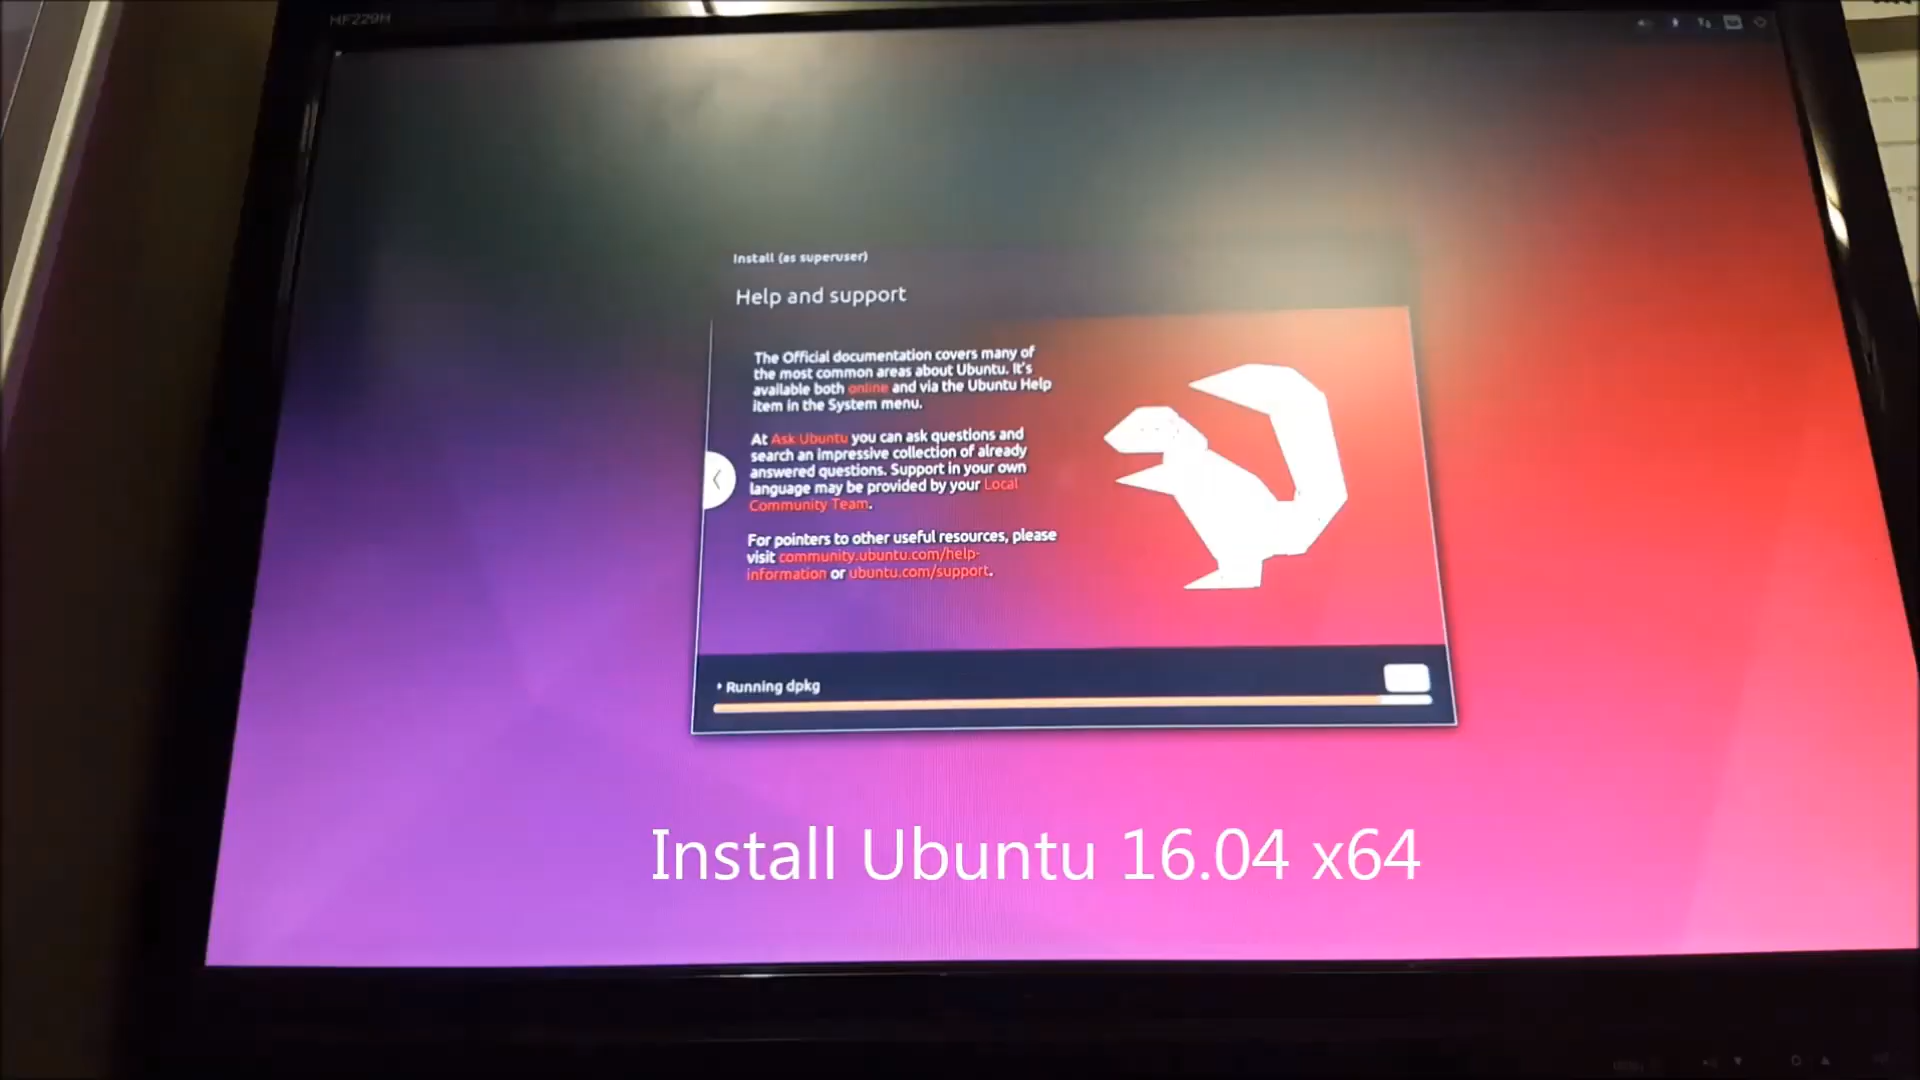 HF229H
Install (as superuser)
Help and support
The Official documentation covers many of
the most common areas about Ubuntu. It's
available both online and via the Ubuntu Help
item in the System menu.
At Ask Ubuntu you can ask questions and
search an impressive collection of already
answered questions. Support in your own
language may be provided by your Local
Community Team.
For pointers to other useful resources, please
visit community.ubuntu.com/help-
information or ubuntu.com/support.
Running dpkg
Install Ubuntu 16.04 x64